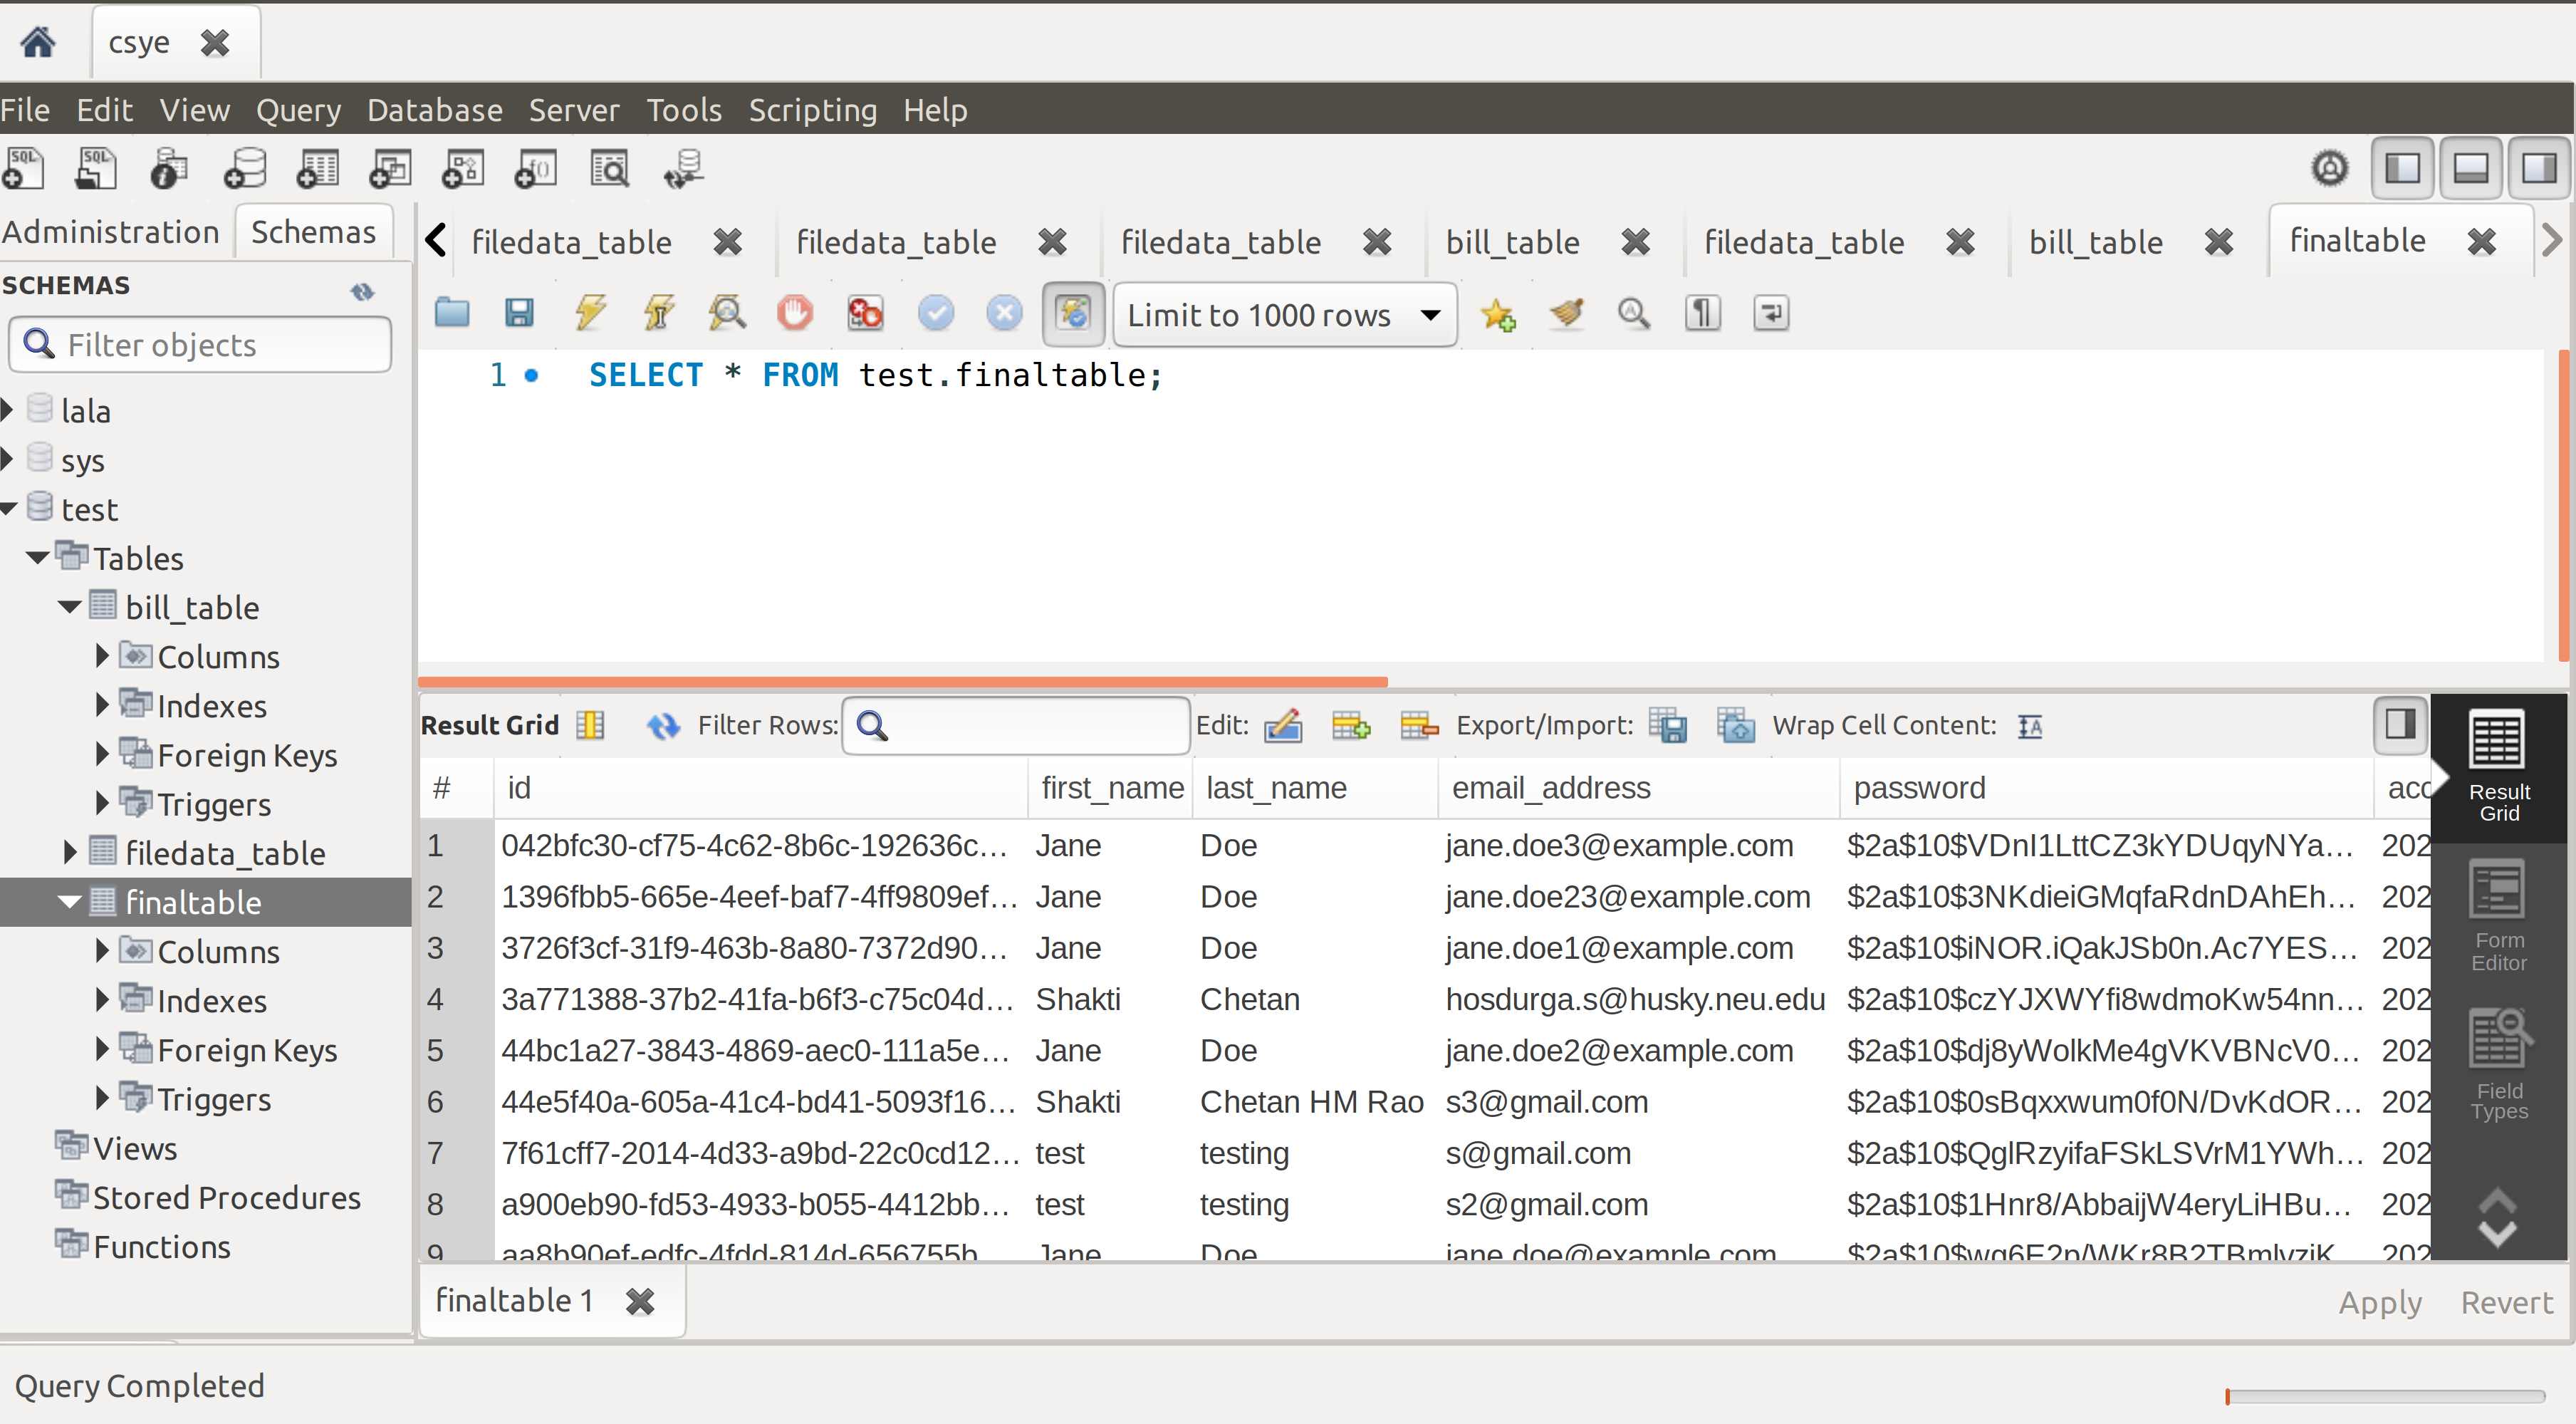 csye
File Edit View Query Database Server Tools Scripting Help
Administration Schemas
SCHEMAS
Filter objects
lala
sys
test
Tables
bill_table
Columns
Indexes
Foreign Keys
Triggers
filedata_table
finaltable
Columns
Indexes
Foreign Keys
Triggers
Views
Stored Procedures
Functions
filedata_table filedata_table filedata_table bill_table filedata_table bill_table finaltable
Limit to 1000 rows
1 SELECT * FROM test.finaltable;
Result Grid Filter Rows: Edit: Export/Import: Wrap Cell Content:
# id first_name last_name email_address password acc
1 042bfc30-cf75-4c62-8b6c-192636c... Jane Doe jane.doe3@example.com $2a$10$VDnI1LttCZ3kYDUqyNYa... 202
2 1396fbb5-665e-4eef-baf7-4ff9809ef... Jane Doe jane.doe23@example.com $2a$10$3NKdieiGMqfaRdnDAhEh... 202
3 3726f3cf-31f9-463b-8a80-7372d90... Jane Doe jane.doe1@example.com $2a$10$iNOR.iQakJSb0n.Ac7YES... 202
4 3a771388-37b2-41fa-b6f3-c75c04d... Shakti Chetan hosdurga.s@husky.neu.edu $2a$10$czYJXWYfi8wdmoKw54nn... 202
5 44bc1a27-3843-4869-aec0-111a5e... Jane Doe jane.doe2@example.com $2a$10$dj8yWolkMe4gVKVBNcV0... 202
6 44e5f40a-605a-41c4-bd41-5093f16... Shakti Chetan HM Rao s3@gmail.com $2a$10$0sBqxxwum0f0N/DvKdOR... 202
7 7f61cff7-2014-4d33-a9bd-22c0cd12... test testing s@gmail.com $2a$10$QglRzyifaFSkLSVrM1YWh... 202
8 a900eb90-fd53-4933-b055-4412bb... test testing s2@gmail.com $2a$10$1Hnr8/AbbaijW4eryLiHBu... 202
9 aa8b90ef-edfc-4fdd-814d-656755b... Jane Doe jane.doe@example.com 202
Result
Grid
Form
Editor
Field
Types
finaltable 1
Apply Revert
Query Completed